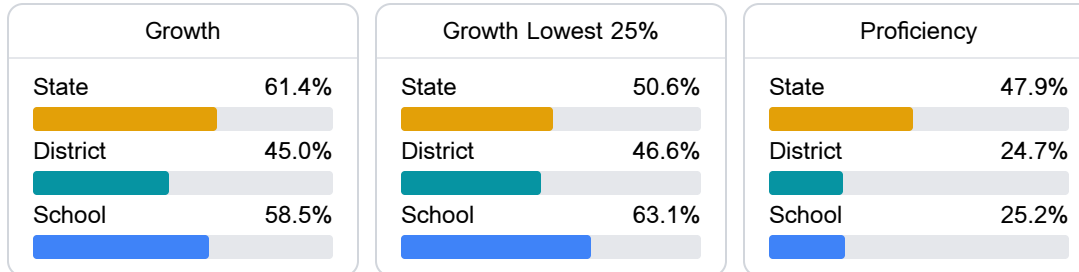 Growth
State 61.4%
District 45.0%
School 58.5%
Growth Lowest 25%
State 50.6%
District 46.6%
School 63.1%
Proficiency
State 47.9%
District 24.7%
School 25.2%